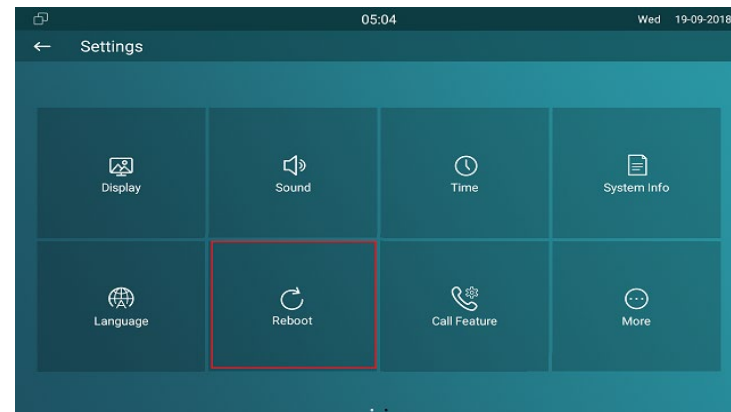 05:04 Wed 19-09-2018
Settings
Display Sound Time System Info
Language Reboot Call Feature More